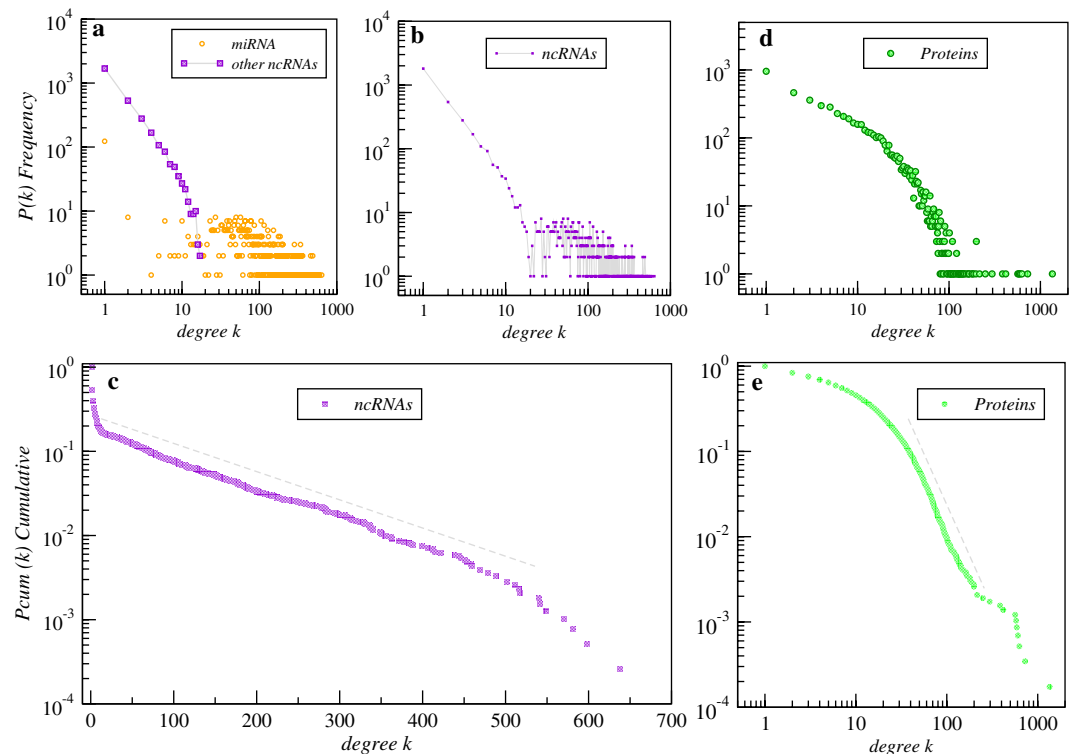 a
miRNA
other ncRNAs
P(k) Frequency
10^4
10^3
10^2
10^1
10^0
1 10 100 1000
degree k
b
ncRNAs
10^4
10^3
10^2
10^1
10^0
1 10 100 1000
degree k
d
Proteins
10^3
10^2
10^1
10^0
1 10 100 1000
degree k
c
ncRNAs
Pcum (k) Cumulative
10^0
10^-1
10^-2
10^-3
10^-4
0 100 200 300 400 500 600 700
degree k
e
Proteins
10^0
10^-1
10^-2
10^-3
10^-4
1 10 100 1000
degree k